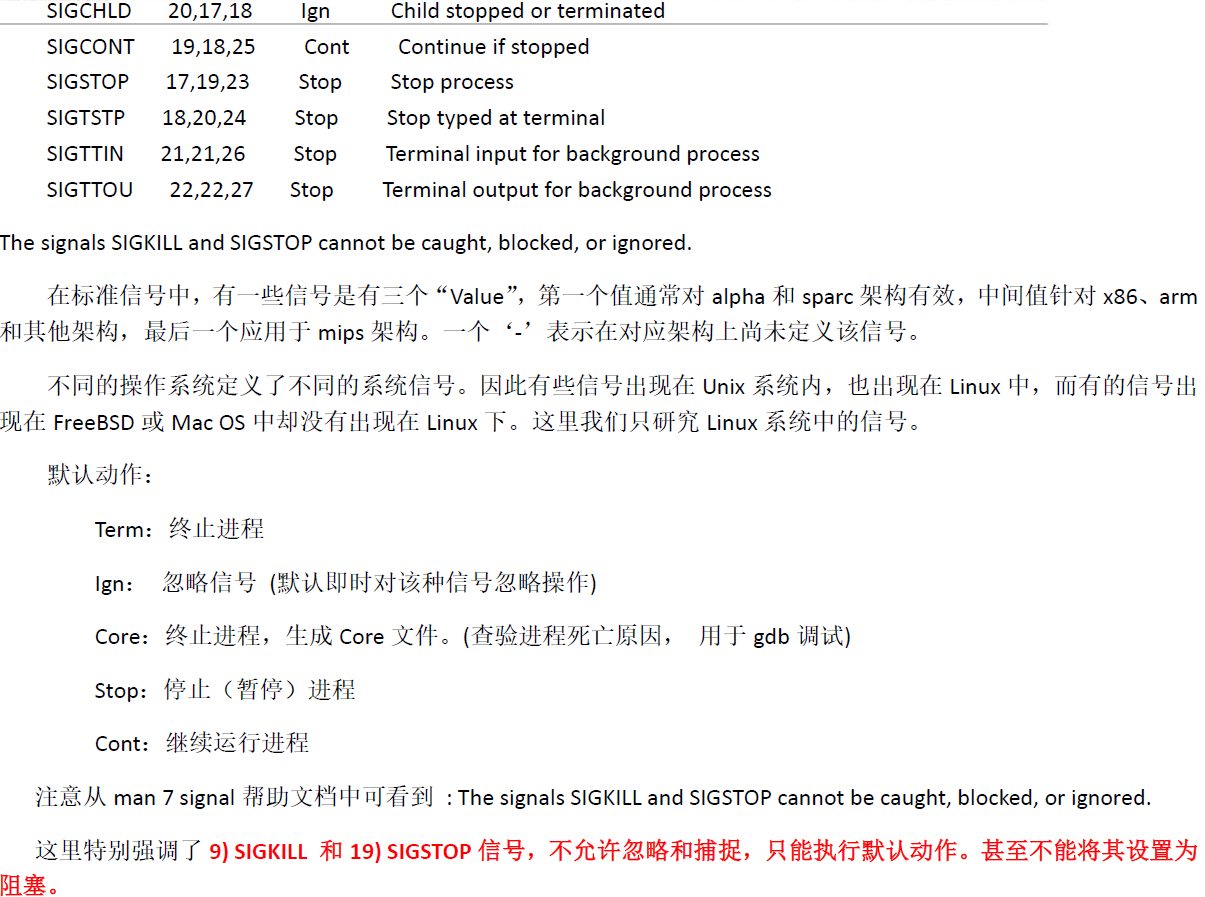 SIGCHLD 20,17,18 Ign Child stopped or terminated
SIGCONT 19,18,25 Cont Continue if stopped
SIGSTOP 17,19,23 Stop Stop process
SIGTSTP 18,20,24 Stop Stop typed at terminal
SIGTTIN 21,21,26 Stop Terminal input for background process
SIGTTOU 22,22,27 Stop Terminal output for background process
The signals SIGKILL and SIGSTOP cannot be caught, blocked, or ignored.
在标准信号中，有一些信号是有三个“Value”，第一个值通常对 alpha 和 sparc 架构有效，中间值针对 x86、arm
和其他架构，最后一个应用于 mips 架构。一个‘-’表示在对应架构上尚未定义该信号。
不同的操作系统定义了不同的系统信号。因此有些信号出现在 Unix 系统内，也出现在 Linux 中，而有的信号出
现在 FreeBSD 或 Mac OS 中却没有出现在 Linux 下。这里我们只研究 Linux 系统中的信号。
默认动作：
Term：终止进程
Ign： 忽略信号 (默认即时对该种信号忽略操作)
Core：终止进程，生成 Core 文件。(查验进程死亡原因， 用于 gdb 调试)
Stop：停止（暂停）进程
Cont：继续运行进程
注意从 man 7 signal 帮助文档中可看到 : The signals SIGKILL and SIGSTOP cannot be caught, blocked, or ignored.
这里特别强调了 9) SIGKILL 和 19) SIGSTOP 信号，不允许忽略和捕捉，只能执行默认动作。甚至不能将其设置为
阻塞。